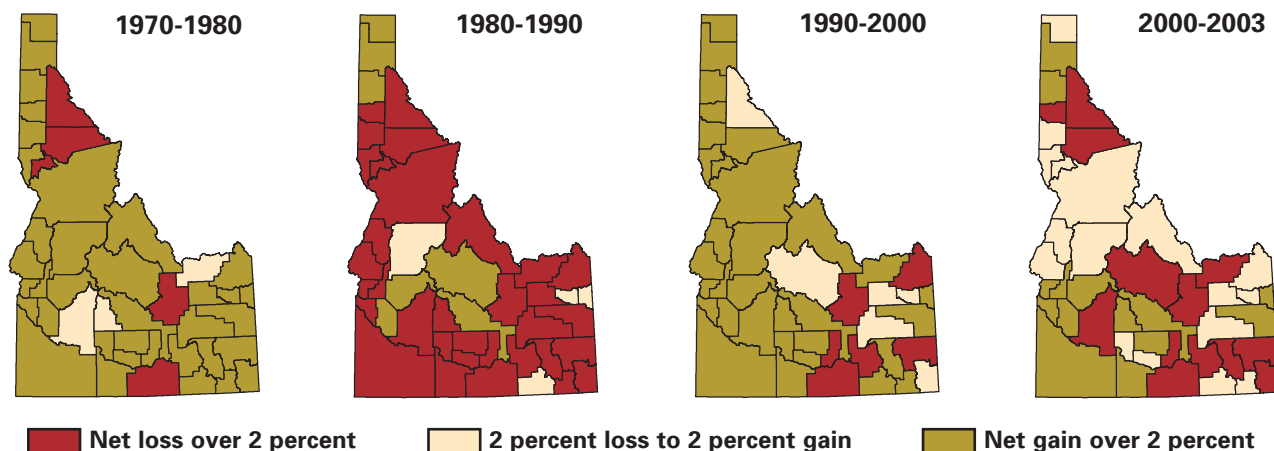 1970-1980
1980-1990
1990-2000
2000-2003
Net loss over 2 percent
2 percent loss to 2 percent gain
Net gain over 2 percent